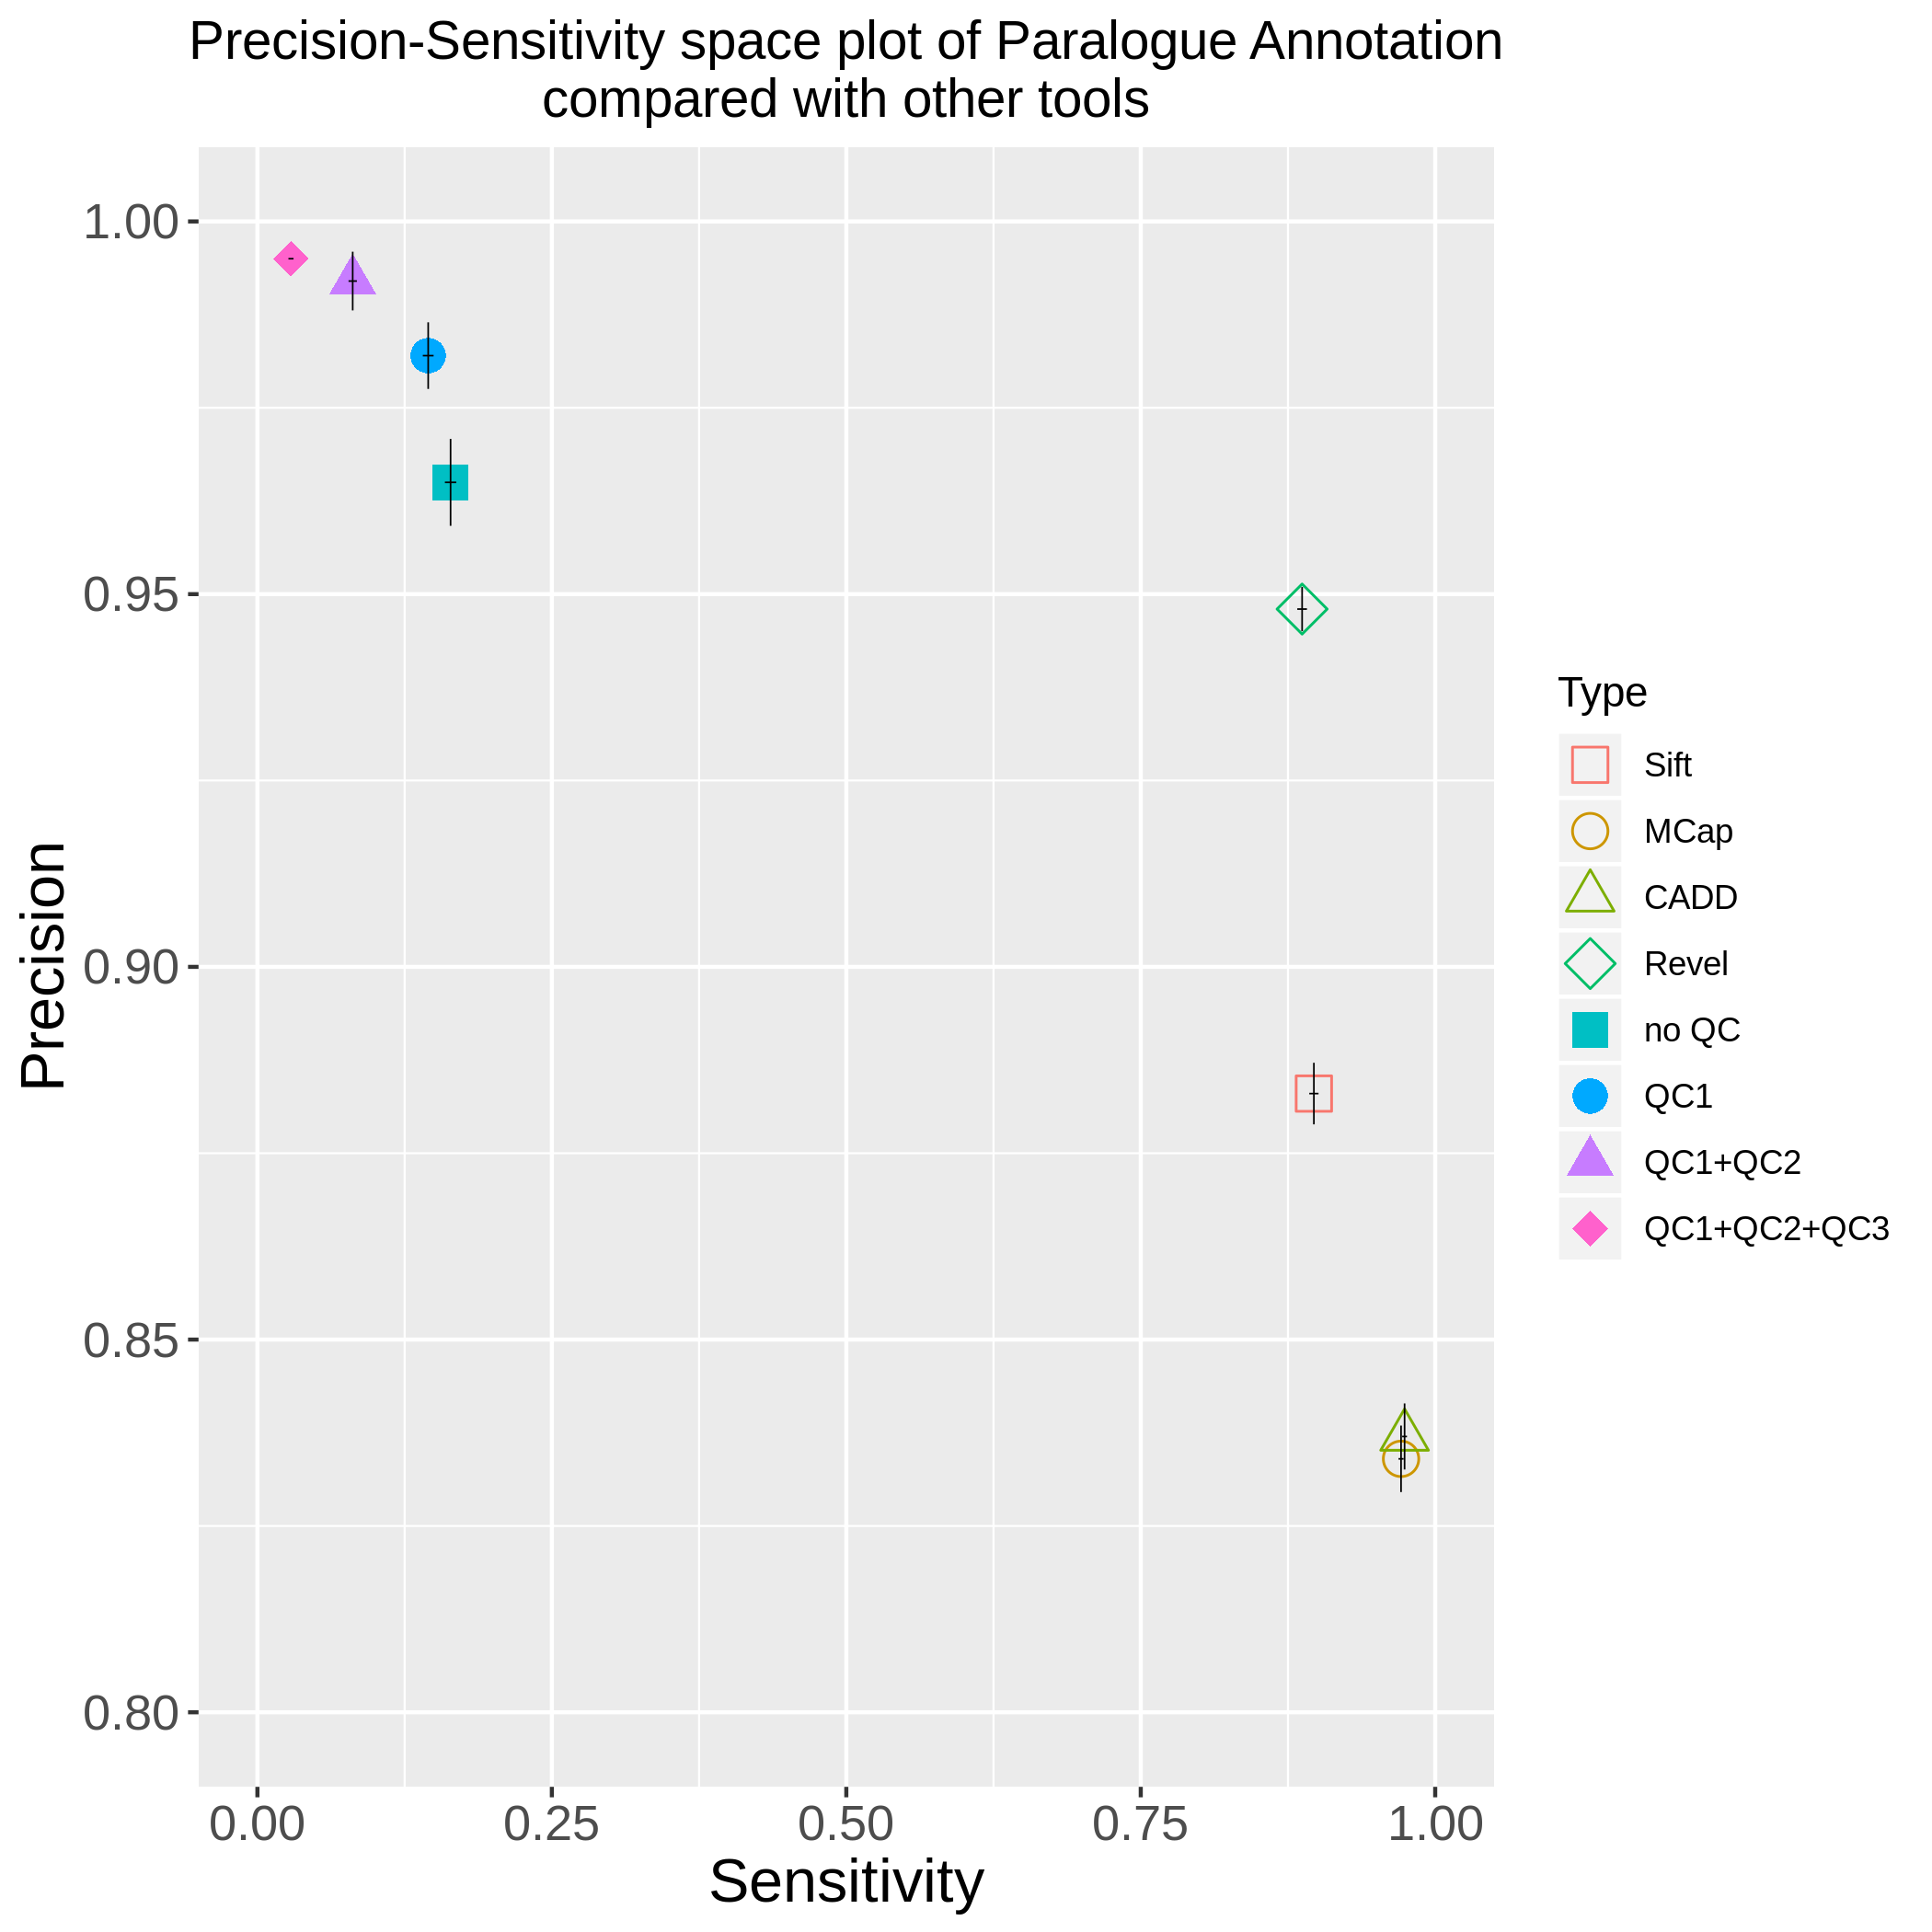 Precision-Sensitivity space plot of Paralogue Annotation
compared with other tools
Precision
1.00
0.95
0.90
0.85
0.80
0.00 0.25 0.50 0.75 1.00
Sensitivity
Type
Sift
MCap
CADD
Revel
no QC
QC1
QC1+QC2
QC1+QC2+QC3